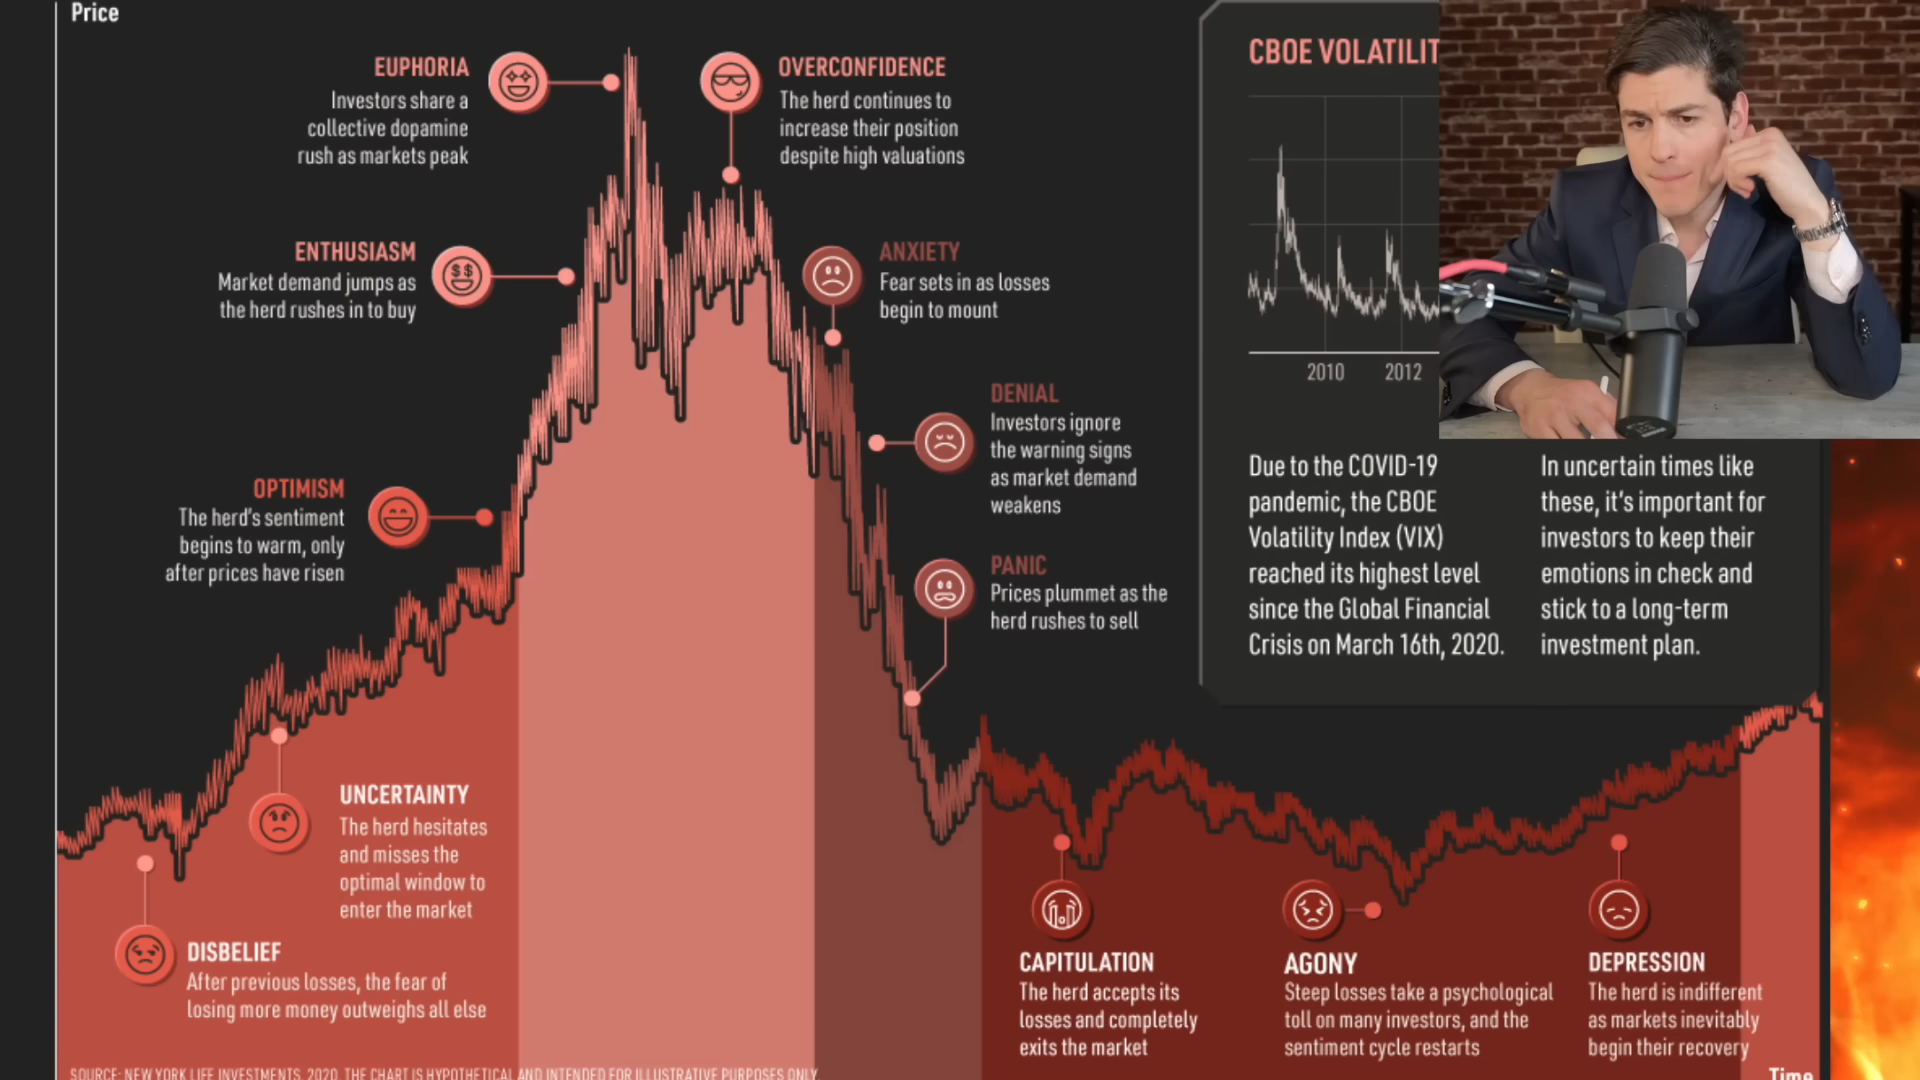 Price
EUPHORIA
Investors share a
collective dopamine
rush as markets peak
OVERCONFIDENCE
The herd continues to
increase their position
despite high valuations
ENTHUSIASM
Market demand jumps as
the herd rushes in to buy
ANXIETY
Fear sets in as losses
begin to mount
DENIAL
Investors ignore
the warning signs
as market demand
weakens
OPTIMISM
The herd's sentiment
begins to warm, only
after prices have risen
PANIC
Prices plummet as the
herd rushes to sell
UNCERTAINTY
The herd hesitates
and misses the
optimal window to
enter the market
DISBELIEF
After previous losses, the fear of
losing more money outweighs all else
CAPITULATION
The herd accepts its
losses and completely
exits the market
AGONY
Steep losses take a psychological
toll on many investors, and the
sentiment cycle restarts
DEPRESSION
The herd is indifferent
as markets inevitably
begin their recovery
CBOE VOLATILIT
2010 2012
Due to the COVID-19
pandemic, the CBOE
Volatility Index (VIX)
reached its highest level
since the Global Financial
Crisis on March 16th, 2020.
In uncertain times like
these, it's important for
investors to keep their
emotions in check and
stick to a long-term
investment plan.
Time
SOURCE: NEW YORK LIFE INVESTMENTS, 2020. THE CHART IS HYPOTHETICAL AND INTENDED FOR ILLUSTRATIVE PURPOSES ONLY